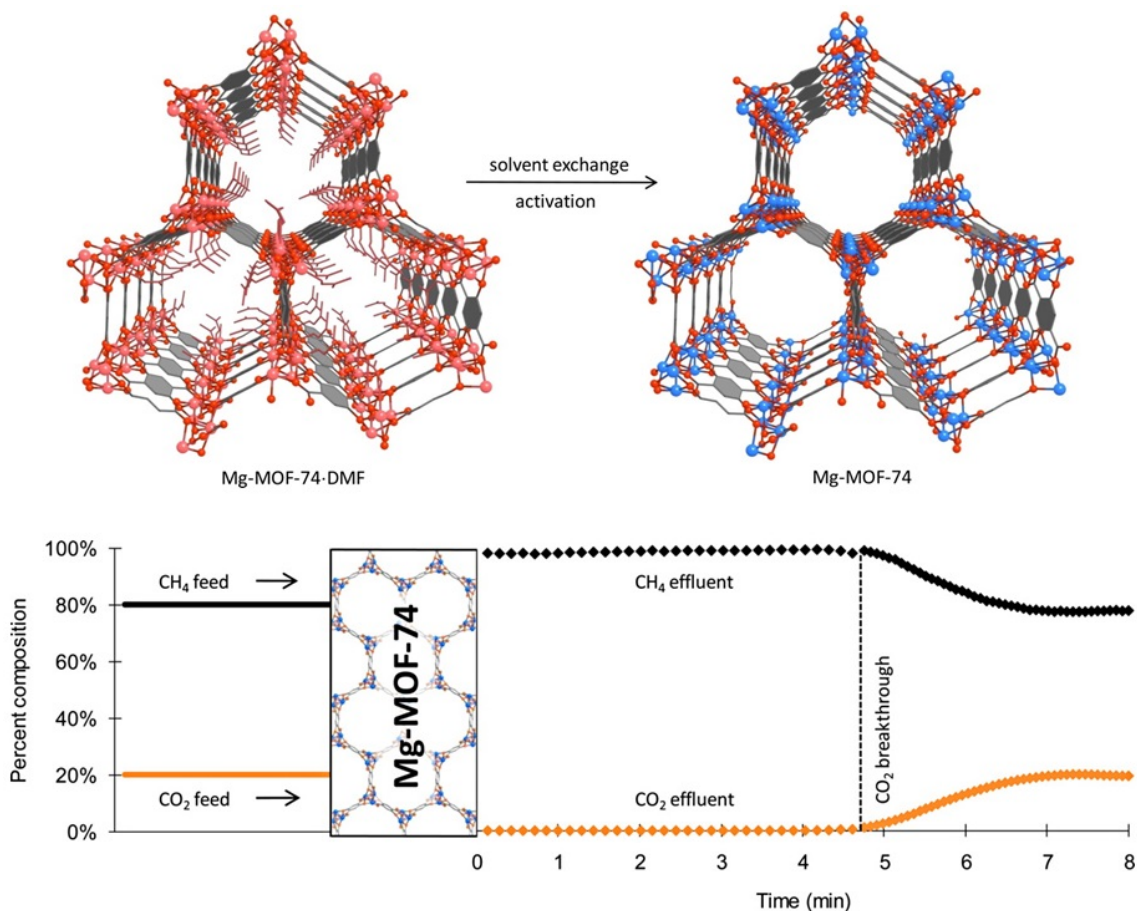 solvent exchange
activation
Mg-MOF-74·DMF
Mg-MOF-74
Percent composition
100%
80%
60%
40%
20%
0%
CH₄ feed
CO₂ feed
Mg-MOF-74
CH₄ effluent
CO₂ effluent
CO₂ breakthrough
0 1 2 3 4 5 6 7 8
Time (min)